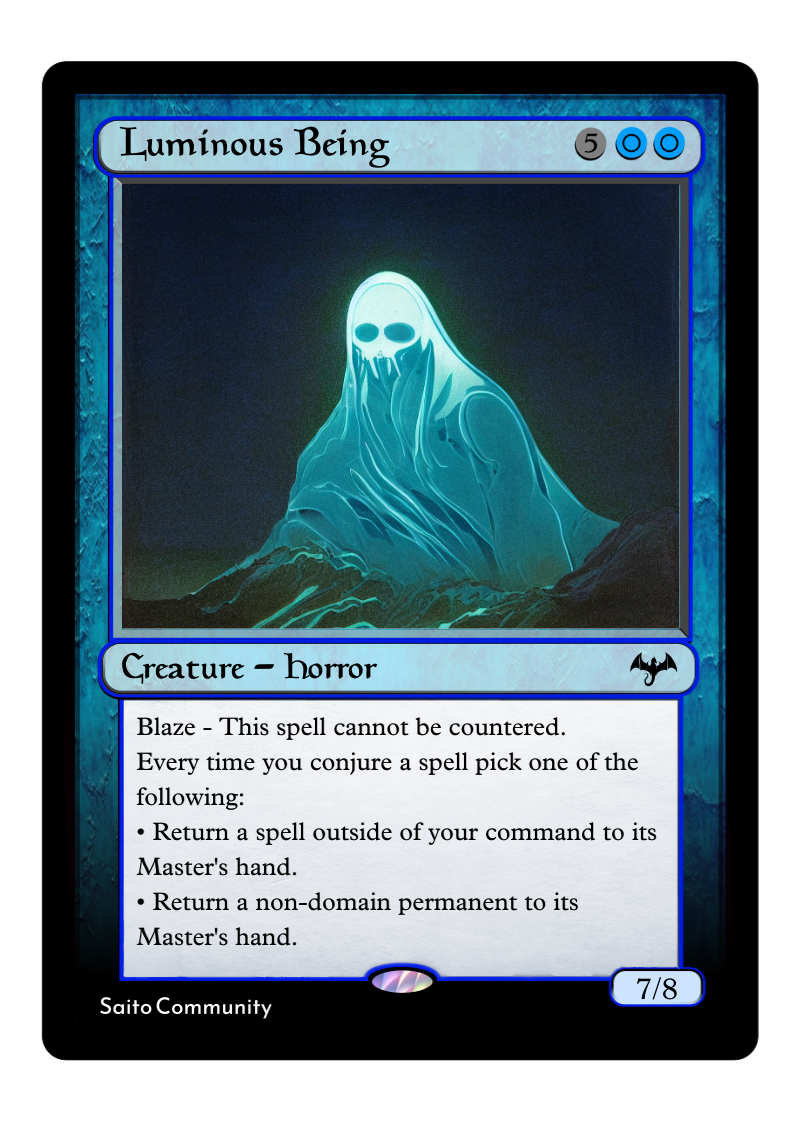 Luminous Being 5
Creature – Horror
Blaze - This spell cannot be countered.
Every time you conjure a spell pick one of the
following:
• Return a spell outside of your command to its
Master's hand.
• Return a non-domain permanent to its
Master's hand.
7/8
Saito Community